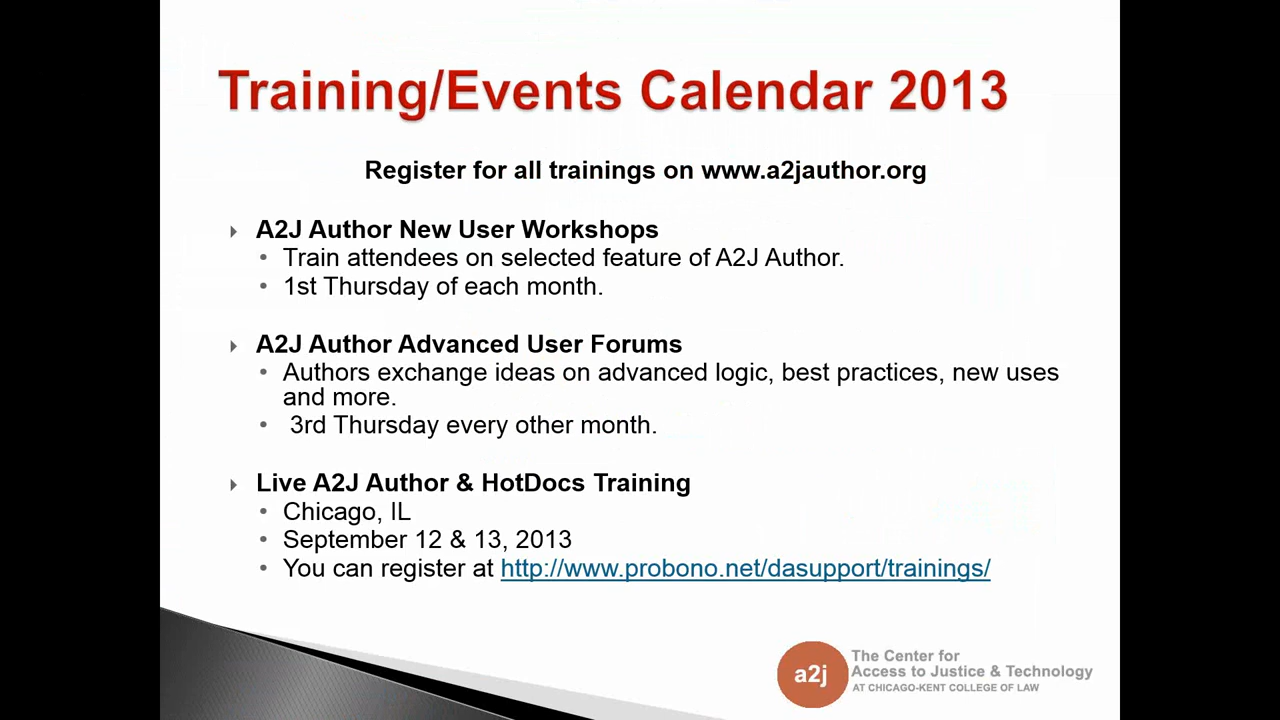 Training/Events Calendar 2013
Register for all trainings on www.a2jauthor.org
A2J Author New User Workshops
• Train attendees on selected feature of A2J Author.
• 1st Thursday of each month.
A2J Author Advanced User Forums
• Authors exchange ideas on advanced logic, best practices, new uses
and more.
• 3rd Thursday every other month.
Live A2J Author & HotDocs Training
• Chicago, IL
• September 12 & 13, 2013
• You can register at http://www.probono.net/dasupport/trainings/
a2j
The Center for
Access to Justice & Technology
AT CHICAGO-KENT COLLEGE OF LAW